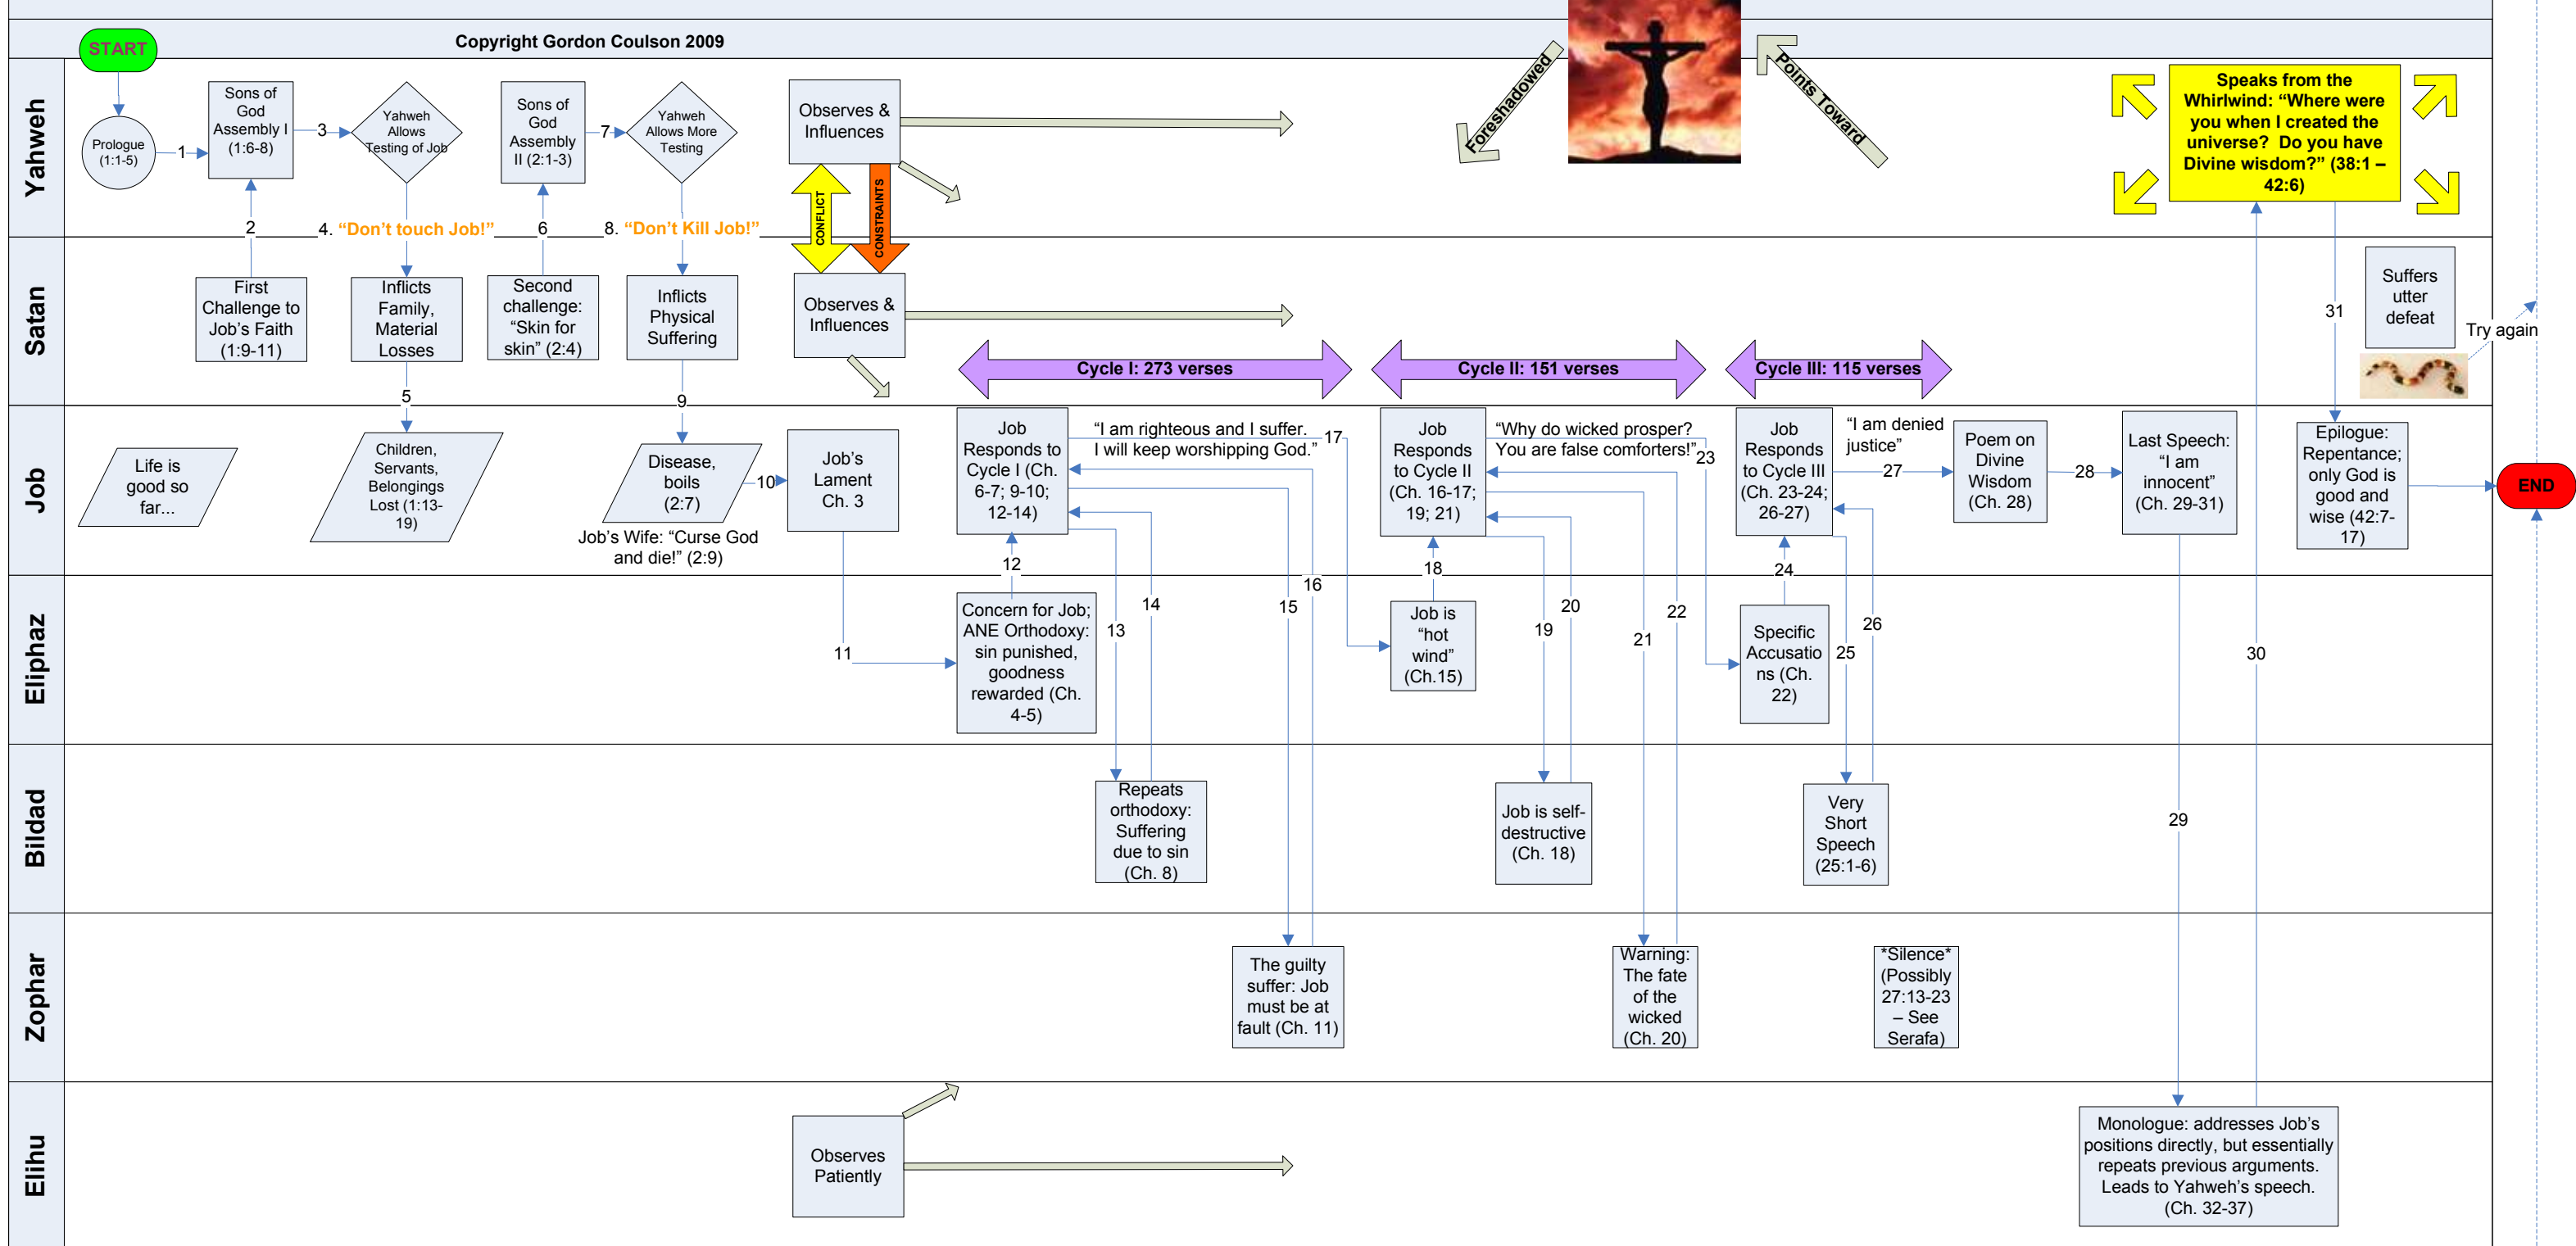 Copyright Gordon Coulson 2009
START
Foreshadowed
Points Toward
Yahweh
Prologue
(1:1-5)
1
Sons of
God
Assembly I
(1:6-8)
3
Yahweh
Allows
Testing of Job
Sons of
God
Assembly
II (2:1-3)
7
Yahweh
Allows More
Testing
Observes &
Influences
Speaks from the
Whirlwind: “Where were
you when I created the
universe? Do you have
Divine wisdom?” (38:1 –
42:6)
2
4. “Don’t touch Job!”
6
8. “Don’t Kill Job!”
CONFLICT
CONSTRAINTS
Satan
First
Challenge to
Job’s Faith
(1:9-11)
Inflicts
Family,
Material
Losses
Second
challenge:
“Skin for
skin” (2:4)
Inflicts
Physical
Suffering
Observes &
Influences
31
Suffers
utter
defeat
Try again
Cycle I: 273 verses
Cycle II: 151 verses
Cycle III: 115 verses
5
9
Job
Life is
good so
far...
Children,
Servants,
Belongings
Lost (1:13-
19)
Disease,
boils
(2:7)
Job’s Wife: “Curse God
and die!” (2:9)
10
Job’s
Lament
Ch. 3
Job
Responds to
Cycle I (Ch.
6-7; 9-10;
12-14)
“I am righteous and I suffer.
I will keep worshipping God.”
17
Job
Responds
to Cycle II
(Ch. 16-17;
19; 21)
“Why do wicked prosper?
You are false comforters!”
23
Job
Responds
to Cycle III
(Ch. 23-24;
26-27)
“I am denied
justice”
27
Poem on
Divine
Wisdom
(Ch. 28)
28
Last Speech:
“I am
innocent”
(Ch. 29-31)
Epilogue:
Repentance;
only God is
good and
wise (42:7-
17)
END
12
16
18
24
Eliphaz
11
Concern for Job;
ANE Orthodoxy:
sin punished,
goodness
rewarded (Ch.
4-5)
13
14
15
Job is
“hot
wind”
(Ch.15)
19
20
21
22
Specific
Accusatio
ns (Ch.
22)
25
26
30
Bildad
Repeats
orthodoxy:
Suffering
due to sin
(Ch. 8)
Job is self-
destructive
(Ch. 18)
Very
Short
Speech
(25:1-6)
29
Zophar
The guilty
suffer: Job
must be at
fault (Ch. 11)
Warning:
The fate
of the
wicked
(Ch. 20)
*Silence*
(Possibly
27:13-23
– See
Serafa)
Elihu
Observes
Patiently
Monologue: addresses Job’s
positions directly, but essentially
repeats previous arguments.
Leads to Yahweh’s speech.
(Ch. 32-37)